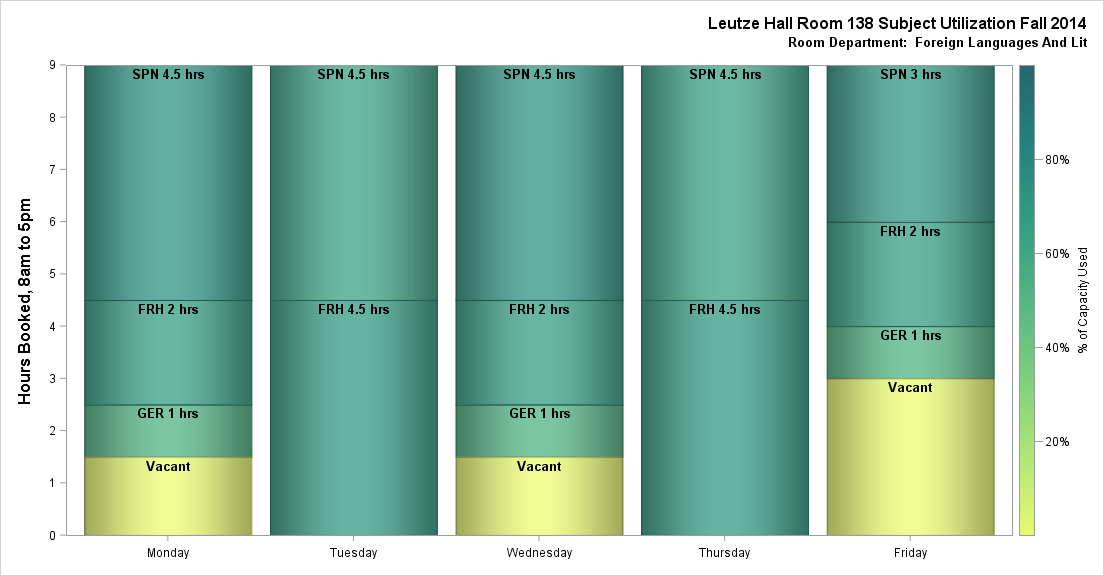 Leutze Hall Room 138 Subject Utilization Fall 2014
Room Department:  Foreign Languages And Lit
Hours Booked, 8am to 5pm
9
8
7
6
5
4
3
2
1
0
SPN 4.5 hrs
FRH 2 hrs
GER 1 hrs
Vacant
Monday
SPN 4.5 hrs
FRH 4.5 hrs
Tuesday
SPN 4.5 hrs
FRH 2 hrs
GER 1 hrs
Vacant
Wednesday
SPN 4.5 hrs
FRH 4.5 hrs
Thursday
SPN 3 hrs
FRH 2 hrs
GER 1 hrs
Vacant
Friday
80%
60%
40%
20%
% of Capacity Used